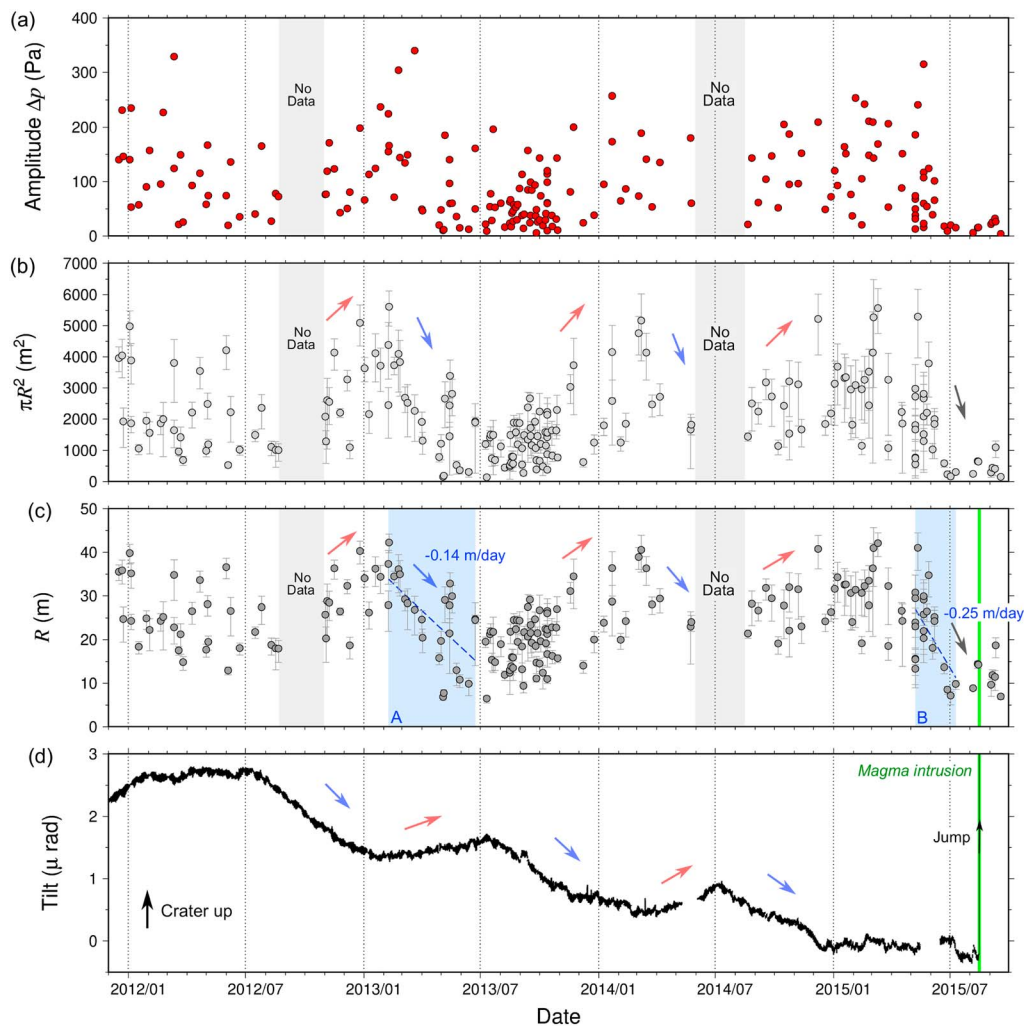 (a)
Amplitude Δp (Pa)
400
300
200
100
0
No
Data
No
Data
(b)
πR² (m²)
7000
6000
5000
4000
3000
2000
1000
0
No
Data
No
Data
(c)
R (m)
50
40
30
20
10
0
No
Data
-0.14 m/day
No
Data
-0.25 m/day
A
B
(d)
Tilt (μ rad)
3
2
1
0
Magma intrusion
Jump
Crater up
2012/01
2012/07
2013/01
2013/07
2014/01
2014/07
2015/01
2015/07
Date